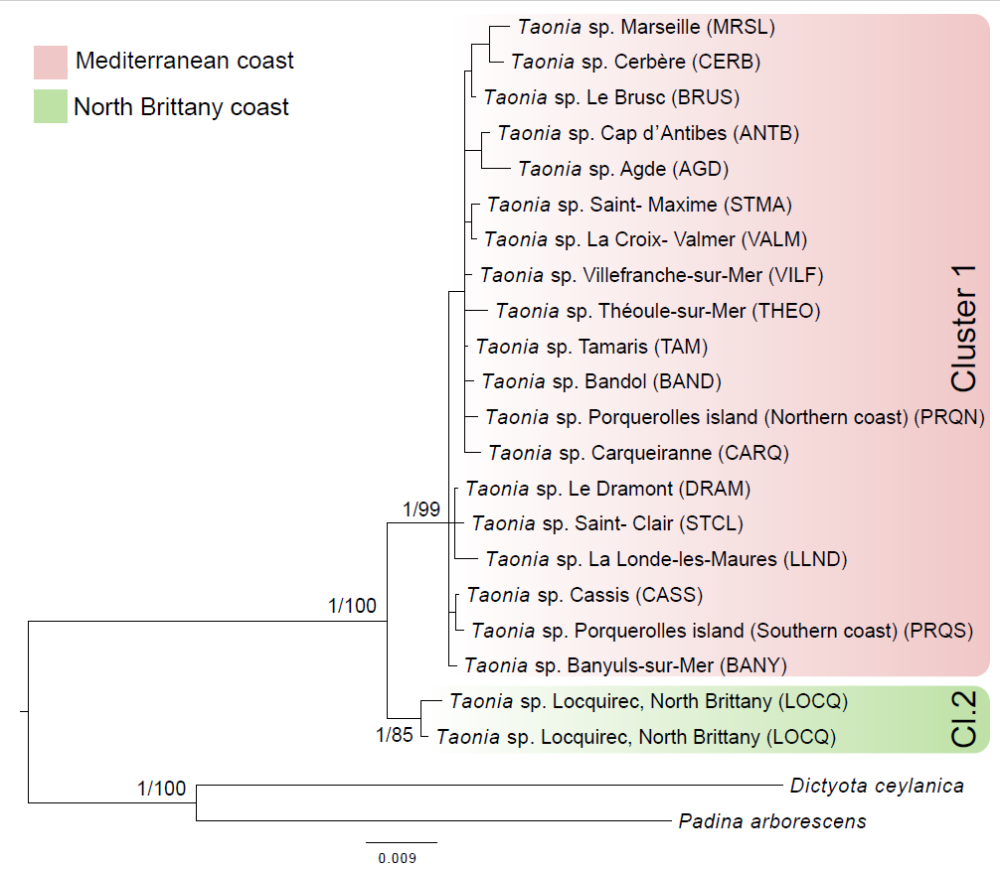 Mediterranean coast
North Brittany coast
Taonia sp. Marseille (MRSL)
Taonia sp. Cerbère (CERB)
Taonia sp. Le Brusc (BRUS)
Taonia sp. Cap d’Antibes (ANTB)
Taonia sp. Agde (AGD)
Taonia sp. Saint- Maxime (STMA)
Taonia sp. La Croix- Valmer (VALM)
Taonia sp. Villefranche-sur-Mer (VILF)
Taonia sp. Théoule-sur-Mer (THEO)
Taonia sp. Tamaris (TAM)
Taonia sp. Bandol (BAND)
Taonia sp. Porquerolles island (Northern coast) (PRQN)
Taonia sp. Carqueiranne (CARQ)
Taonia sp. Le Dramont (DRAM)
Taonia sp. Saint- Clair (STCL)
Taonia sp. La Londe-les-Maures (LLND)
Taonia sp. Cassis (CASS)
Taonia sp. Porquerolles island (Southern coast) (PRQS)
Taonia sp. Banyuls-sur-Mer (BANY)
Cluster 1
Taonia sp. Locquirec, North Brittany (LOCQ)
Taonia sp. Locquirec, North Brittany (LOCQ)
Cl.2
Dictyota ceylanica
Padina arborescens
1/99
1/100
1/85
1/100
0.009